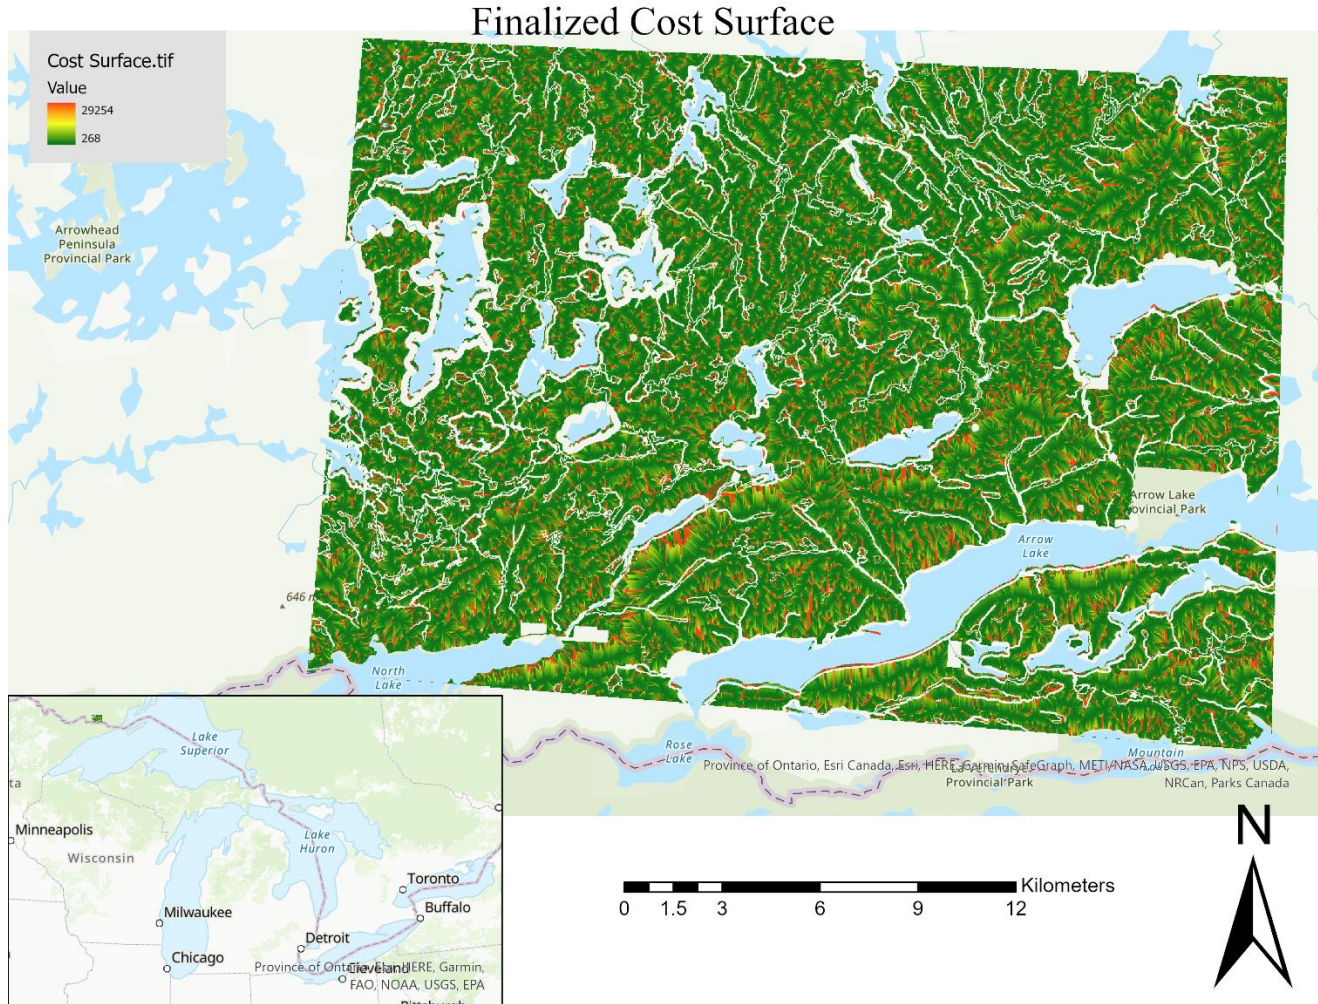 Finalized Cost Surface
Cost Surface.tif
Value
29254
268
Arrowhead
Peninsula
Provincial Park
Arrow Lake
ovincial Park
Arrow
Lake
646 m
North
Lake
Rose
Lake
Mountain
Province of Ontario, Esri Canada, Esri, HERE, Garmin, SafeGraph, METI/NASA, USGS, EPA, NPS, USDA,
NRCan, Parks Canada
Provincial Park
Lake
Superior
ta
Minneapolis
Wisconsin
Lake
Huron
Toronto
Buffalo
Milwaukee
Detroit
Chicago
Cleveland
Province of Ontario, Esri, HERE, Garmin,
FAO, NOAA, USGS, EPA
Kilometers
0 1.5 3 6 9 12
N